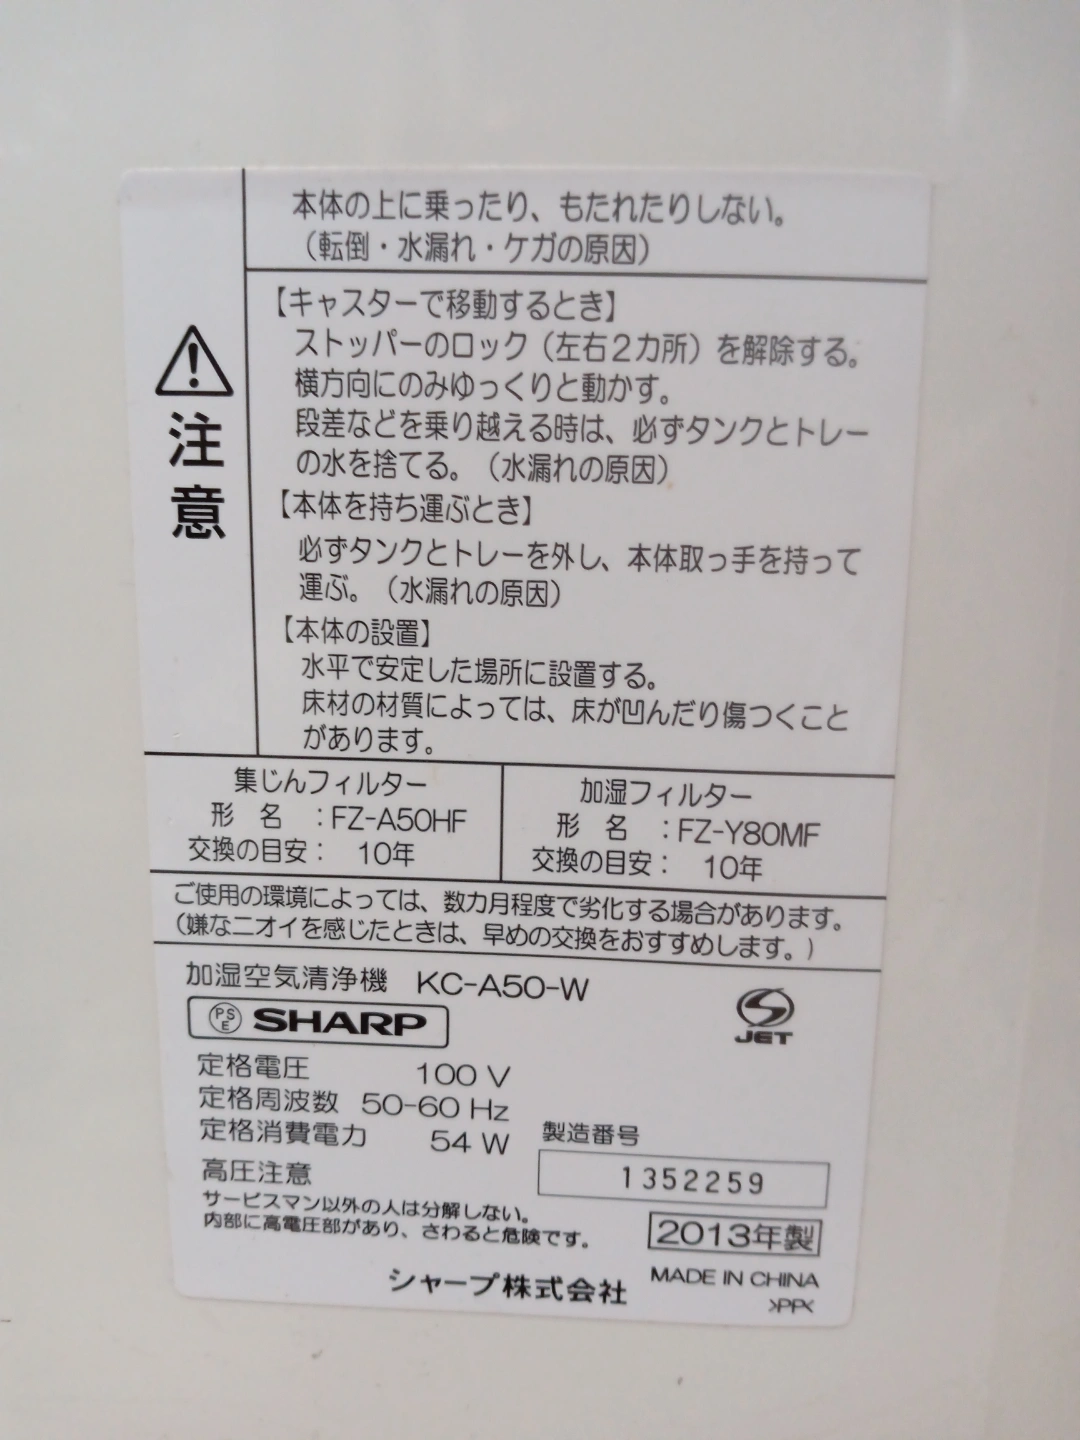 注意
本体の上に乗ったり、もたれたりしない。
（転倒・水漏れ・ケガの原因）
【キャスターで移動するとき】
ストッパーのロック（左右2カ所）を解除する。
横方向にのみゆっくりと動かす。
段差などを乗り越える時は、必ずタンクとトレー
の水を捨てる。（水漏れの原因）
【本体を持ち運ぶとき】
必ずタンクとトレーを外し、本体取っ手を持って
運ぶ。（水漏れの原因）
【本体の設置】
水平で安定した場所に設置する。
床材の材質によっては、床が凹んだり傷つくこと
があります。
集じんフィルター
形 名 :FZ-A50HF
交換の目安: 10年
加湿フィルター
形 名 :FZ-Y80MF
交換の目安: 10年
ご使用の環境によっては、数カ月程度で劣化する場合があります。
(嫌なニオイを感じたときは、早めの交換をおすすめします。)
加湿空気清浄機 KC-A50-W
PSE SHARP
JET
定格電圧 100 V
定格周波数 50-60 Hz
定格消費電力 54 W
高圧注意
サービスマン以外の人は分解しない。
内部に高電圧部があり、さわると危険です。
製造番号
1352259
2013年製
シャープ株式会社
MADE IN CHINA
>PP<